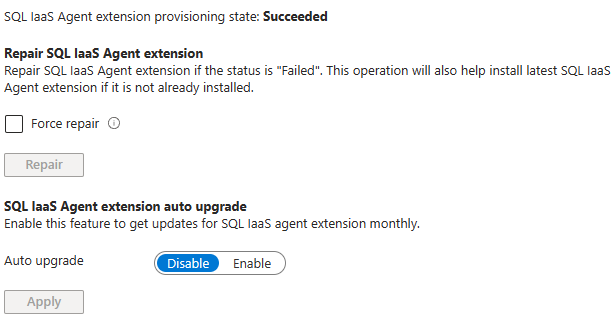 SQL IaaS Agent extension provisioning state: Succeeded
Repair SQL IaaS Agent extension
Repair SQL IaaS Agent extension if the status is "Failed". This operation will also help install latest SQL IaaS
Agent extension if it is not already installed.
Force repair
Repair
SQL IaaS Agent extension auto upgrade
Enable this feature to get updates for SQL IaaS agent extension monthly.
Auto upgrade Disable Enable
Apply